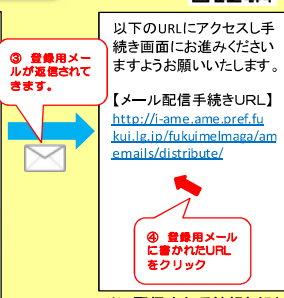 以下のURLにアクセスし手
続き画面にお進みください
ますようお願いいたします。
③ 登録用メー
ルが返信されて
きます。
【メール配信手続きURL】
http://i-ame.ame.pref.fu
kui.lg.jp/fukuimelmaga/am
emails/distribute/
④ 登録用メール
に書かれたURL
をクリック